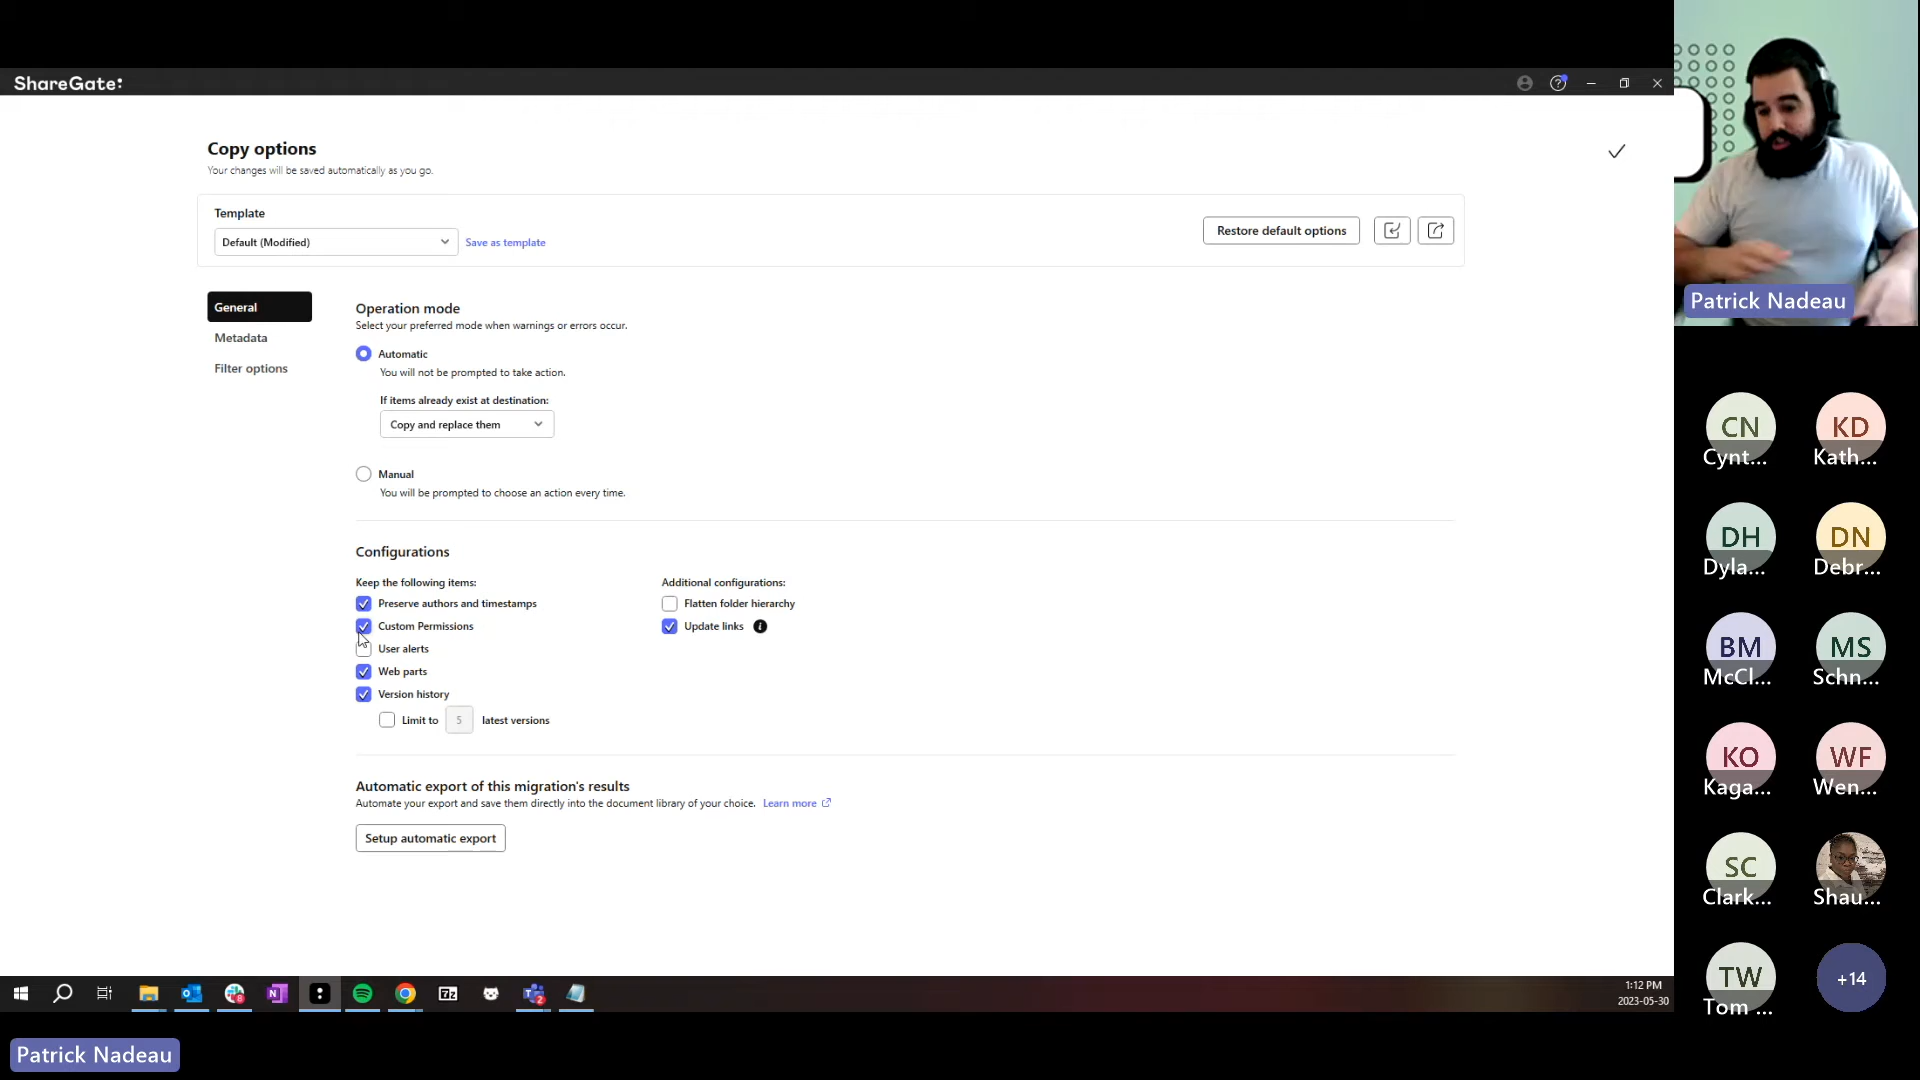 ShareGate:
Copy options
Your changes will be saved automatically as you go.
Template
Default (Modified)
Save as template
Restore default options
General
Metadata
Filter options
Operation mode
Select your preferred mode when warnings or errors occur.
Automatic
You will not be prompted to take action.
If items already exist at destination:
Copy and replace them
Manual
You will be prompted to choose an action every time.
Configurations
Keep the following items:
Preserve authors and timestamps
Custom Permissions
User alerts
Web parts
Version history
Limit to 5 latest versions
Additional configurations:
Flatten folder hierarchy
Update links
Automatic export of this migration's results
Automate your export and save them directly into the document library of your choice. Learn more
Setup automatic export
1:12 PM
2023-05-30
Patrick Nadeau
Patrick Nadeau
CN
Cynt...
KD
Kath...
DH
Dyla...
DN
Debr...
BM
McCl...
MS
Schn...
KO
Kaga...
WF
Wen...
SC
Clark...
Shau...
TW
Tom ...
+14